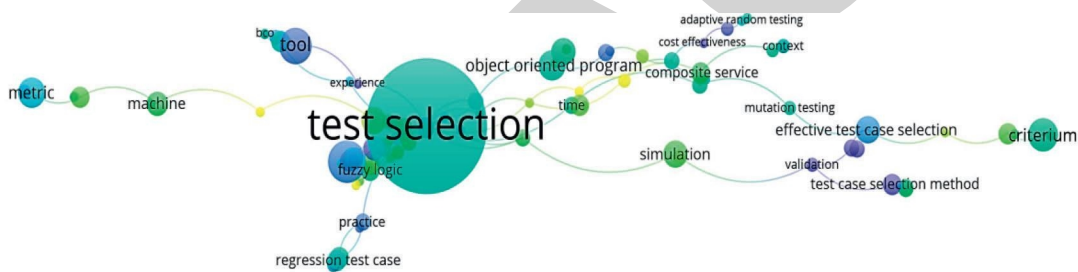 adaptive random testing
bco
tool
cost effectiveness
context
object oriented program
composite service
experience
metric
machine
time
test selection
mutation testing
effective test case selection
criterium
simulation
fuzzy logic
validation
test case selection method
practice
regression test case